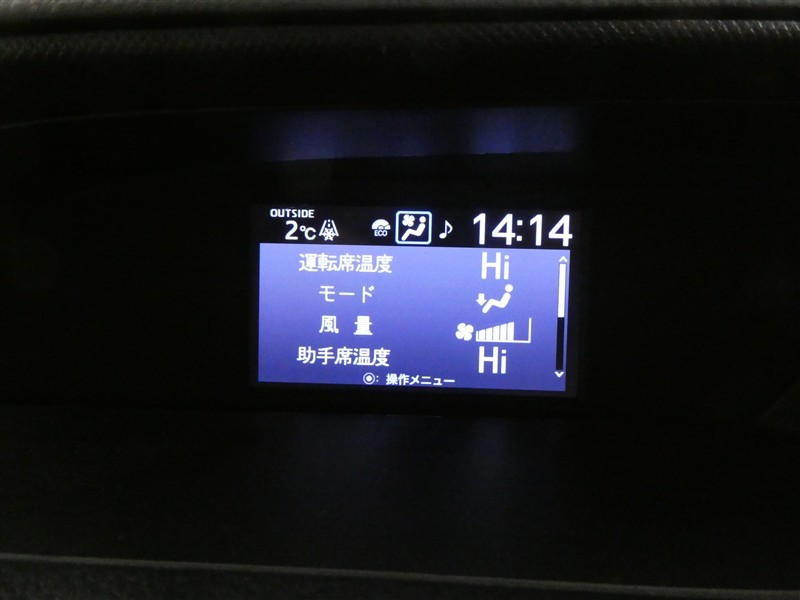 OUTSIDE
2℃ ECO 14:14
運転席温度 Hi
モード
風 量
助手席温度 Hi
◉: 操作メニュー